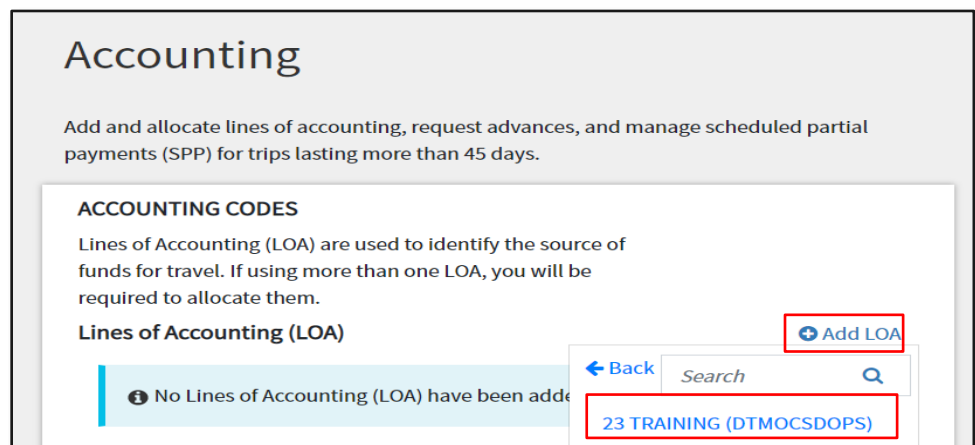 Accounting
Add and allocate lines of accounting, request advances, and manage scheduled partial
payments (SPP) for trips lasting more than 45 days.
ACCOUNTING CODES
Lines of Accounting (LOA) are used to identify the source of
funds for travel. If using more than one LOA, you will be
required to allocate them.
Lines of Accounting (LOA)
Add LOA
Back
Search
No Lines of Accounting (LOA) have been adde
23 TRAINING (DTMOCSDOPS)